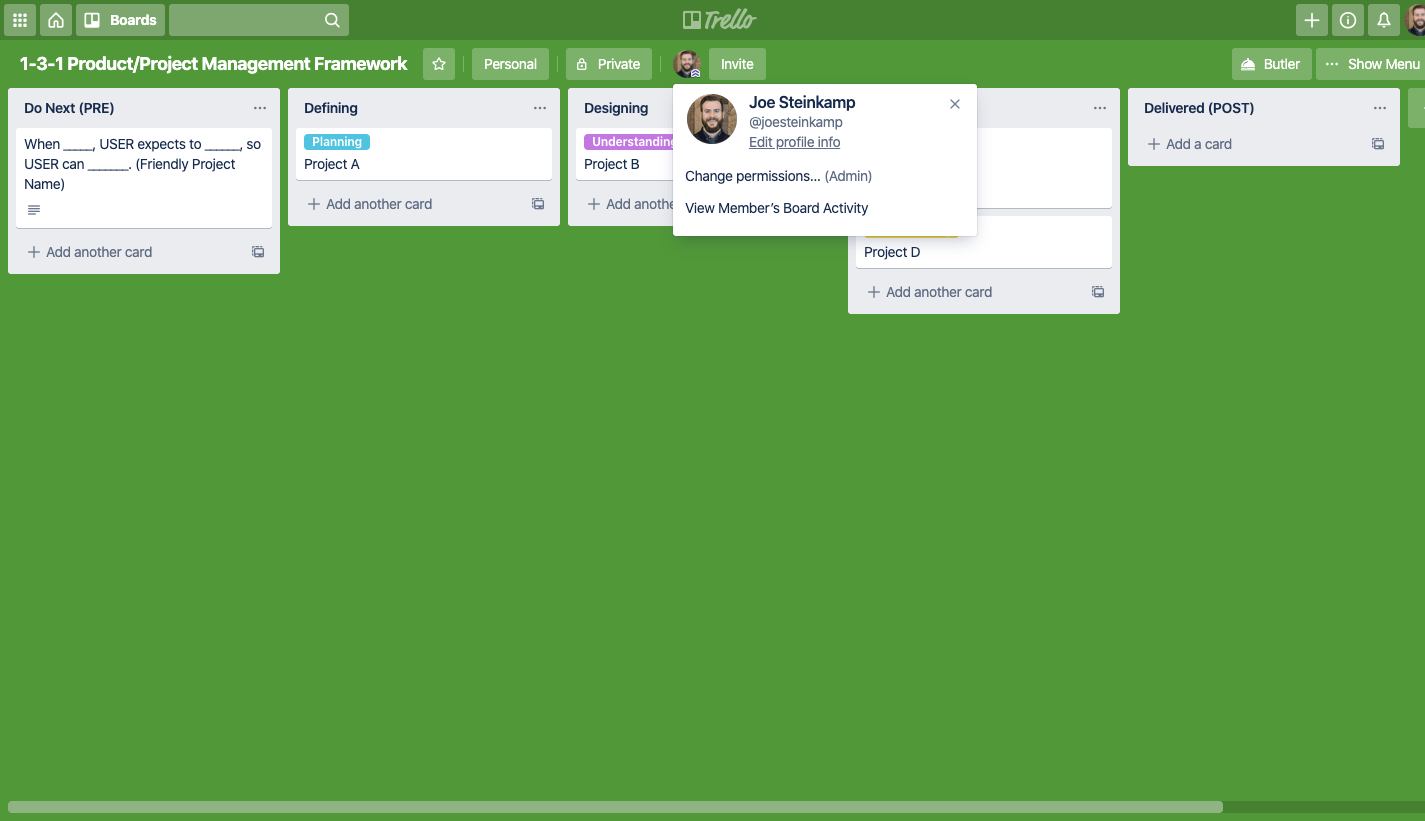 Boards
Trello
1-3-1 Product/Project Management Framework
Personal
Private
Invite
Butler
Show Menu
Do Next (PRE)
When _____, USER expects to ______, so
USER can _______. (Friendly Project
Name)
Add another card
Defining
Planning
Project A
Add another card
Designing
Understanding
Project B
Add anothe
Joe Steinkamp
@joesteinkamp
Edit profile info
Change permissions... (Admin)
View Member's Board Activity
Project D
Add another card
Delivered (POST)
Add a card